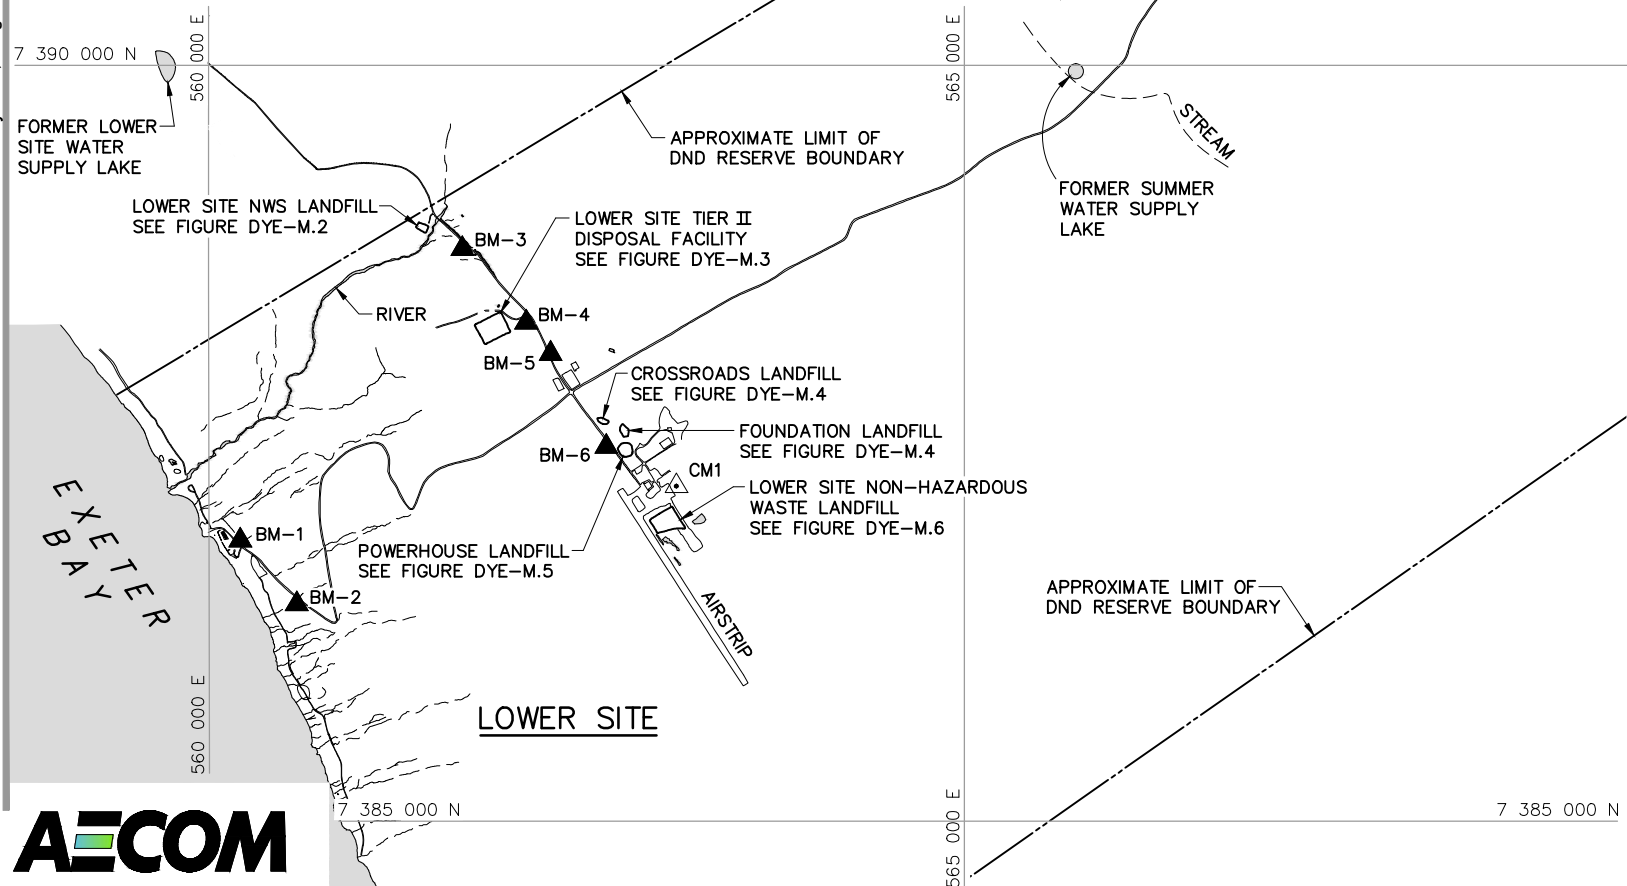 7 390 000 N
560 000 E
565 000 E
FORMER LOWER
SITE WATER
SUPPLY LAKE
APPROXIMATE LIMIT OF
DND RESERVE BOUNDARY
STREAM
FORMER SUMMER
WATER SUPPLY
LAKE
LOWER SITE NWS LANDFILL
SEE FIGURE DYE-M.2
BM-3
LOWER SITE TIER II
DISPOSAL FACILITY
SEE FIGURE DYE-M.3
RIVER
BM-4
BM-5
CROSSROADS LANDFILL
SEE FIGURE DYE-M.4
FOUNDATION LANDFILL
SEE FIGURE DYE-M.4
BM-6
CM1
LOWER SITE NON-HAZARDOUS
WASTE LANDFILL
SEE FIGURE DYE-M.6
EXETER
BAY
BM-1
POWERHOUSE LANDFILL
SEE FIGURE DYE-M.5
BM-2
AIRSTRIP
APPROXIMATE LIMIT OF
DND RESERVE BOUNDARY
560 000 E
LOWER SITE
7 385 000 N
565 000 E
7 385 000 N
AECOM